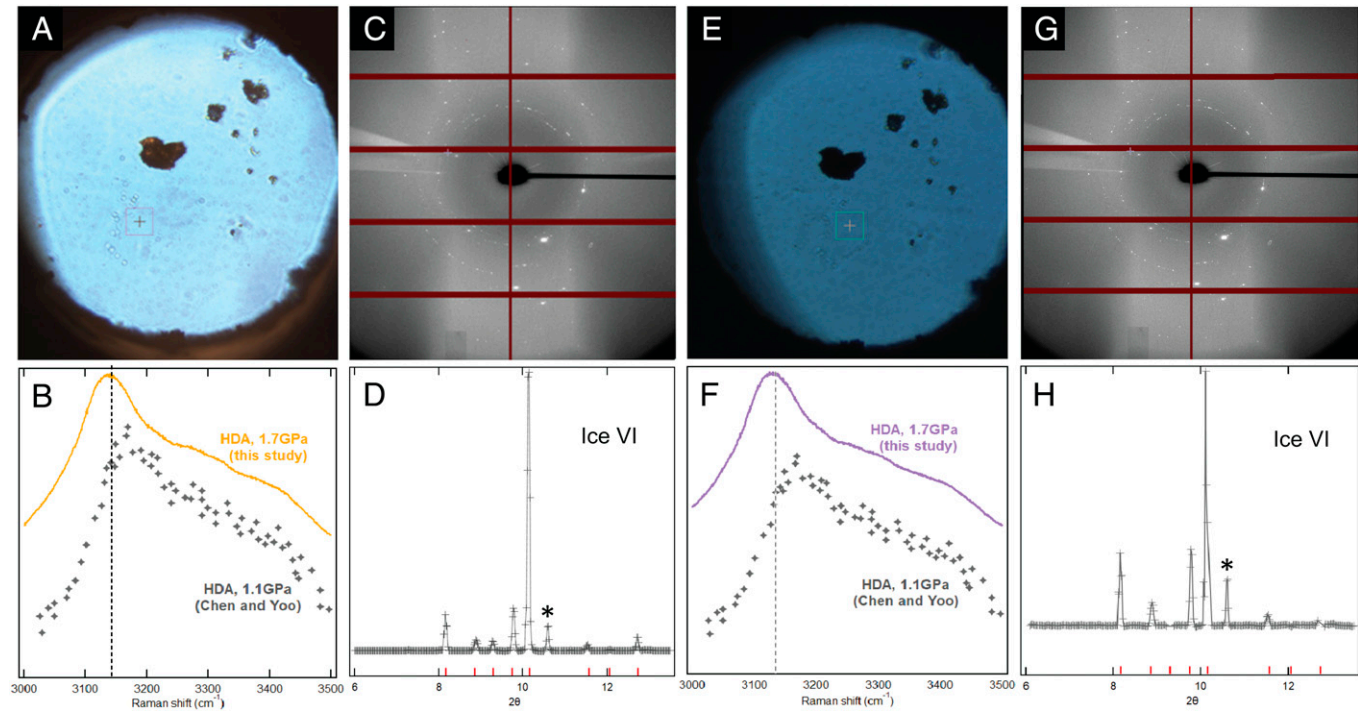 A
C
E
G
B
HDA, 1.7GPa
(this study)
HDA, 1.1GPa
(Chen and Yoo)
3000 3100 3200 3300 3400 3500
Raman shift (cm⁻¹)
D
Ice VI
*
6 8 10 12
2θ
F
HDA, 1.7GPa
(this study)
HDA, 1.1GPa
(Chen and Yoo)
3000 3100 3200 3300 3400 3500
Raman shift (cm⁻¹)
H
Ice VI
*
6 8 10 12
2θ